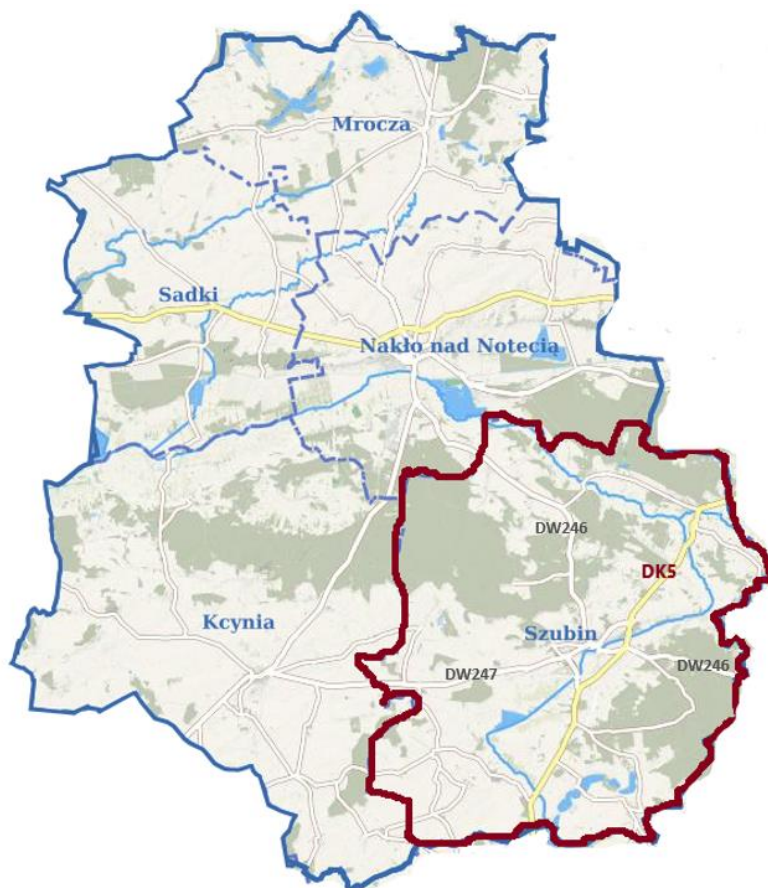 Mrocza
Sadki
Nakło nad Notecią
DW246
DK5
Kcynia
Szubin
DW247
DW246